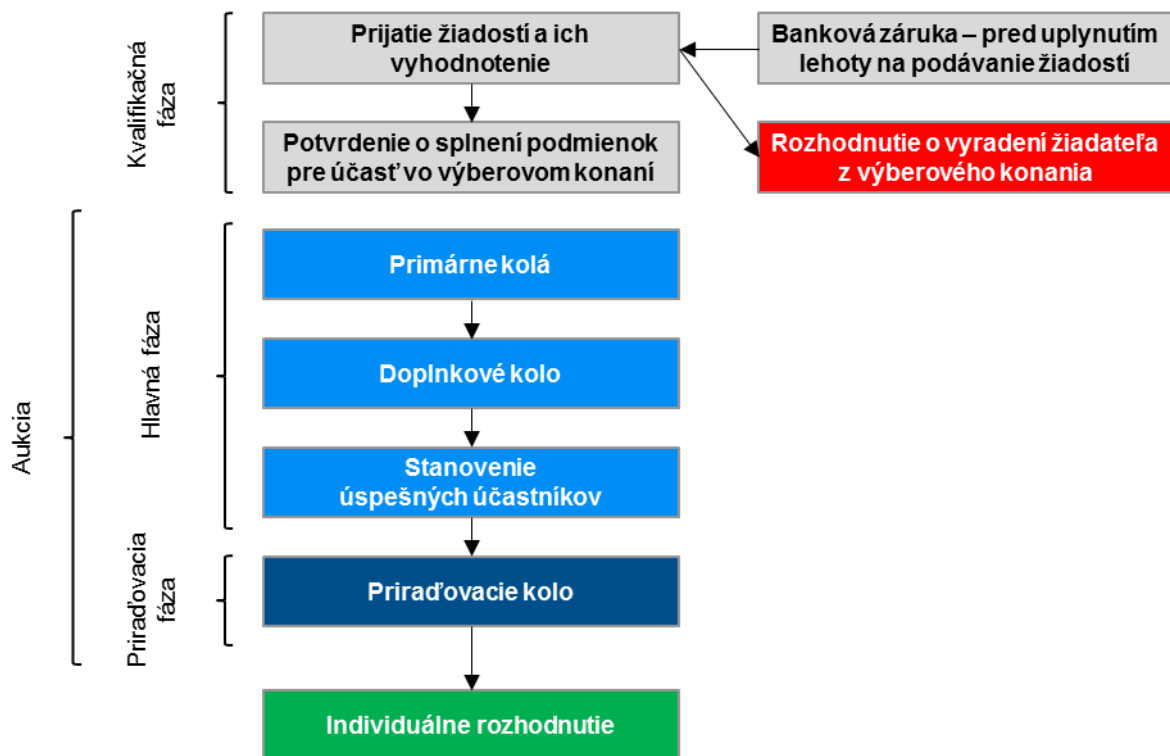 Prijatie žiadostí a ich
vyhodnotenie
Banková záruka – pred uplynutím
lehoty na podávanie žiadostí
Kvalifikačná
fáza
Potvrdenie o splnení podmienok
pre účasť vo výberovom konaní
Rozhodnutie o vyradení žiadateľa
z výberového konania
Aukcia
Hlavná fáza
Primárne kolá
Doplnkové kolo
Stanovenie
úspešných účastníkov
Priraďovacia
fáza
Priraďovacie kolo
Individuálne rozhodnutie